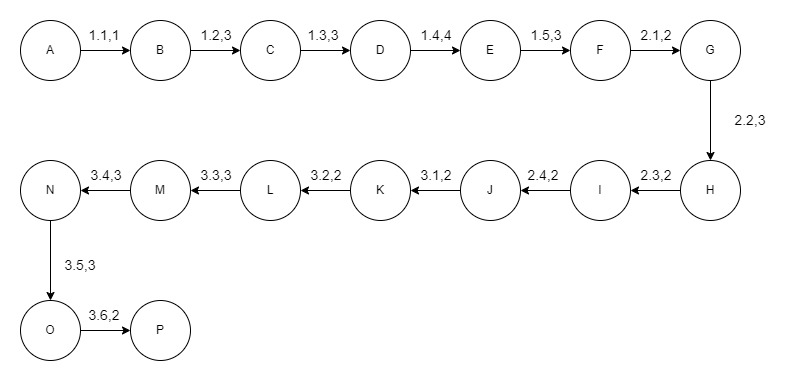 1.1,1 1.2,3 1.3,3 1.4,4 1.5,3 2.1,2
A B C D E F G
2.2,3
3.4,3 3.3,3 3.2,2 3.1,2 2.4,2 2.3,2
N M L K J I H
3.5,3
3.6,2
O P